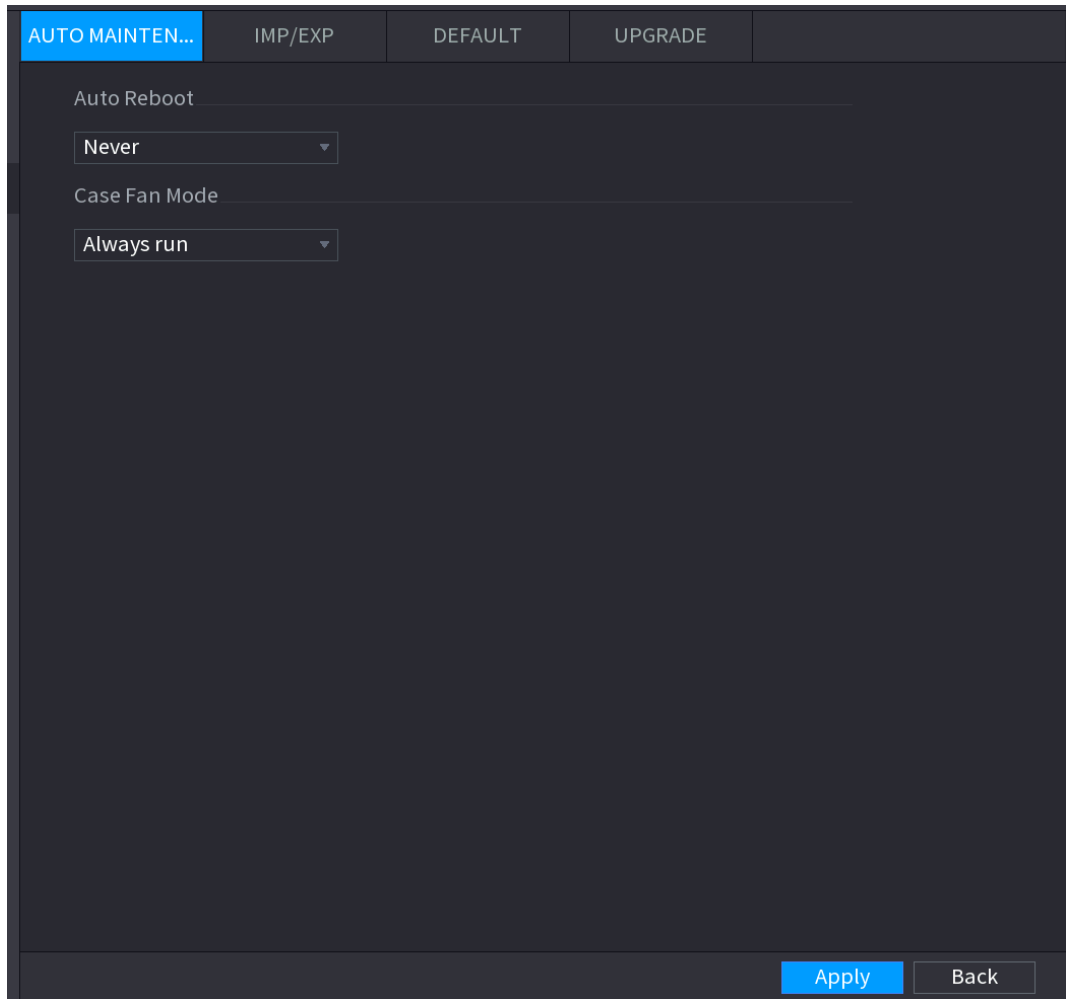 AUTO MAINTEN... IMP/EXP DEFAULT UPGRADE
Auto Reboot
Never
Case Fan Mode
Always run
Apply Back